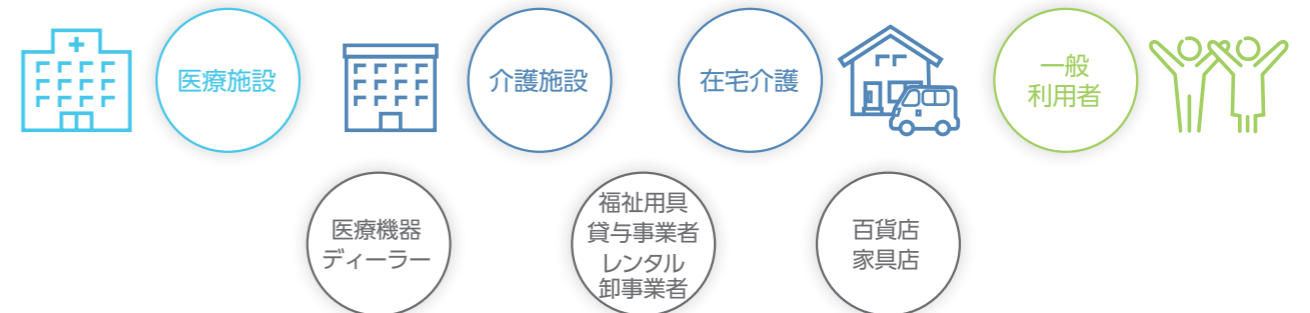 医療施設
介護施設
在宅介護
一般
利用者
医療機器
ディーラー
福祉用具
貸与事業者
レンタル
卸事業者
百貨店
家具店